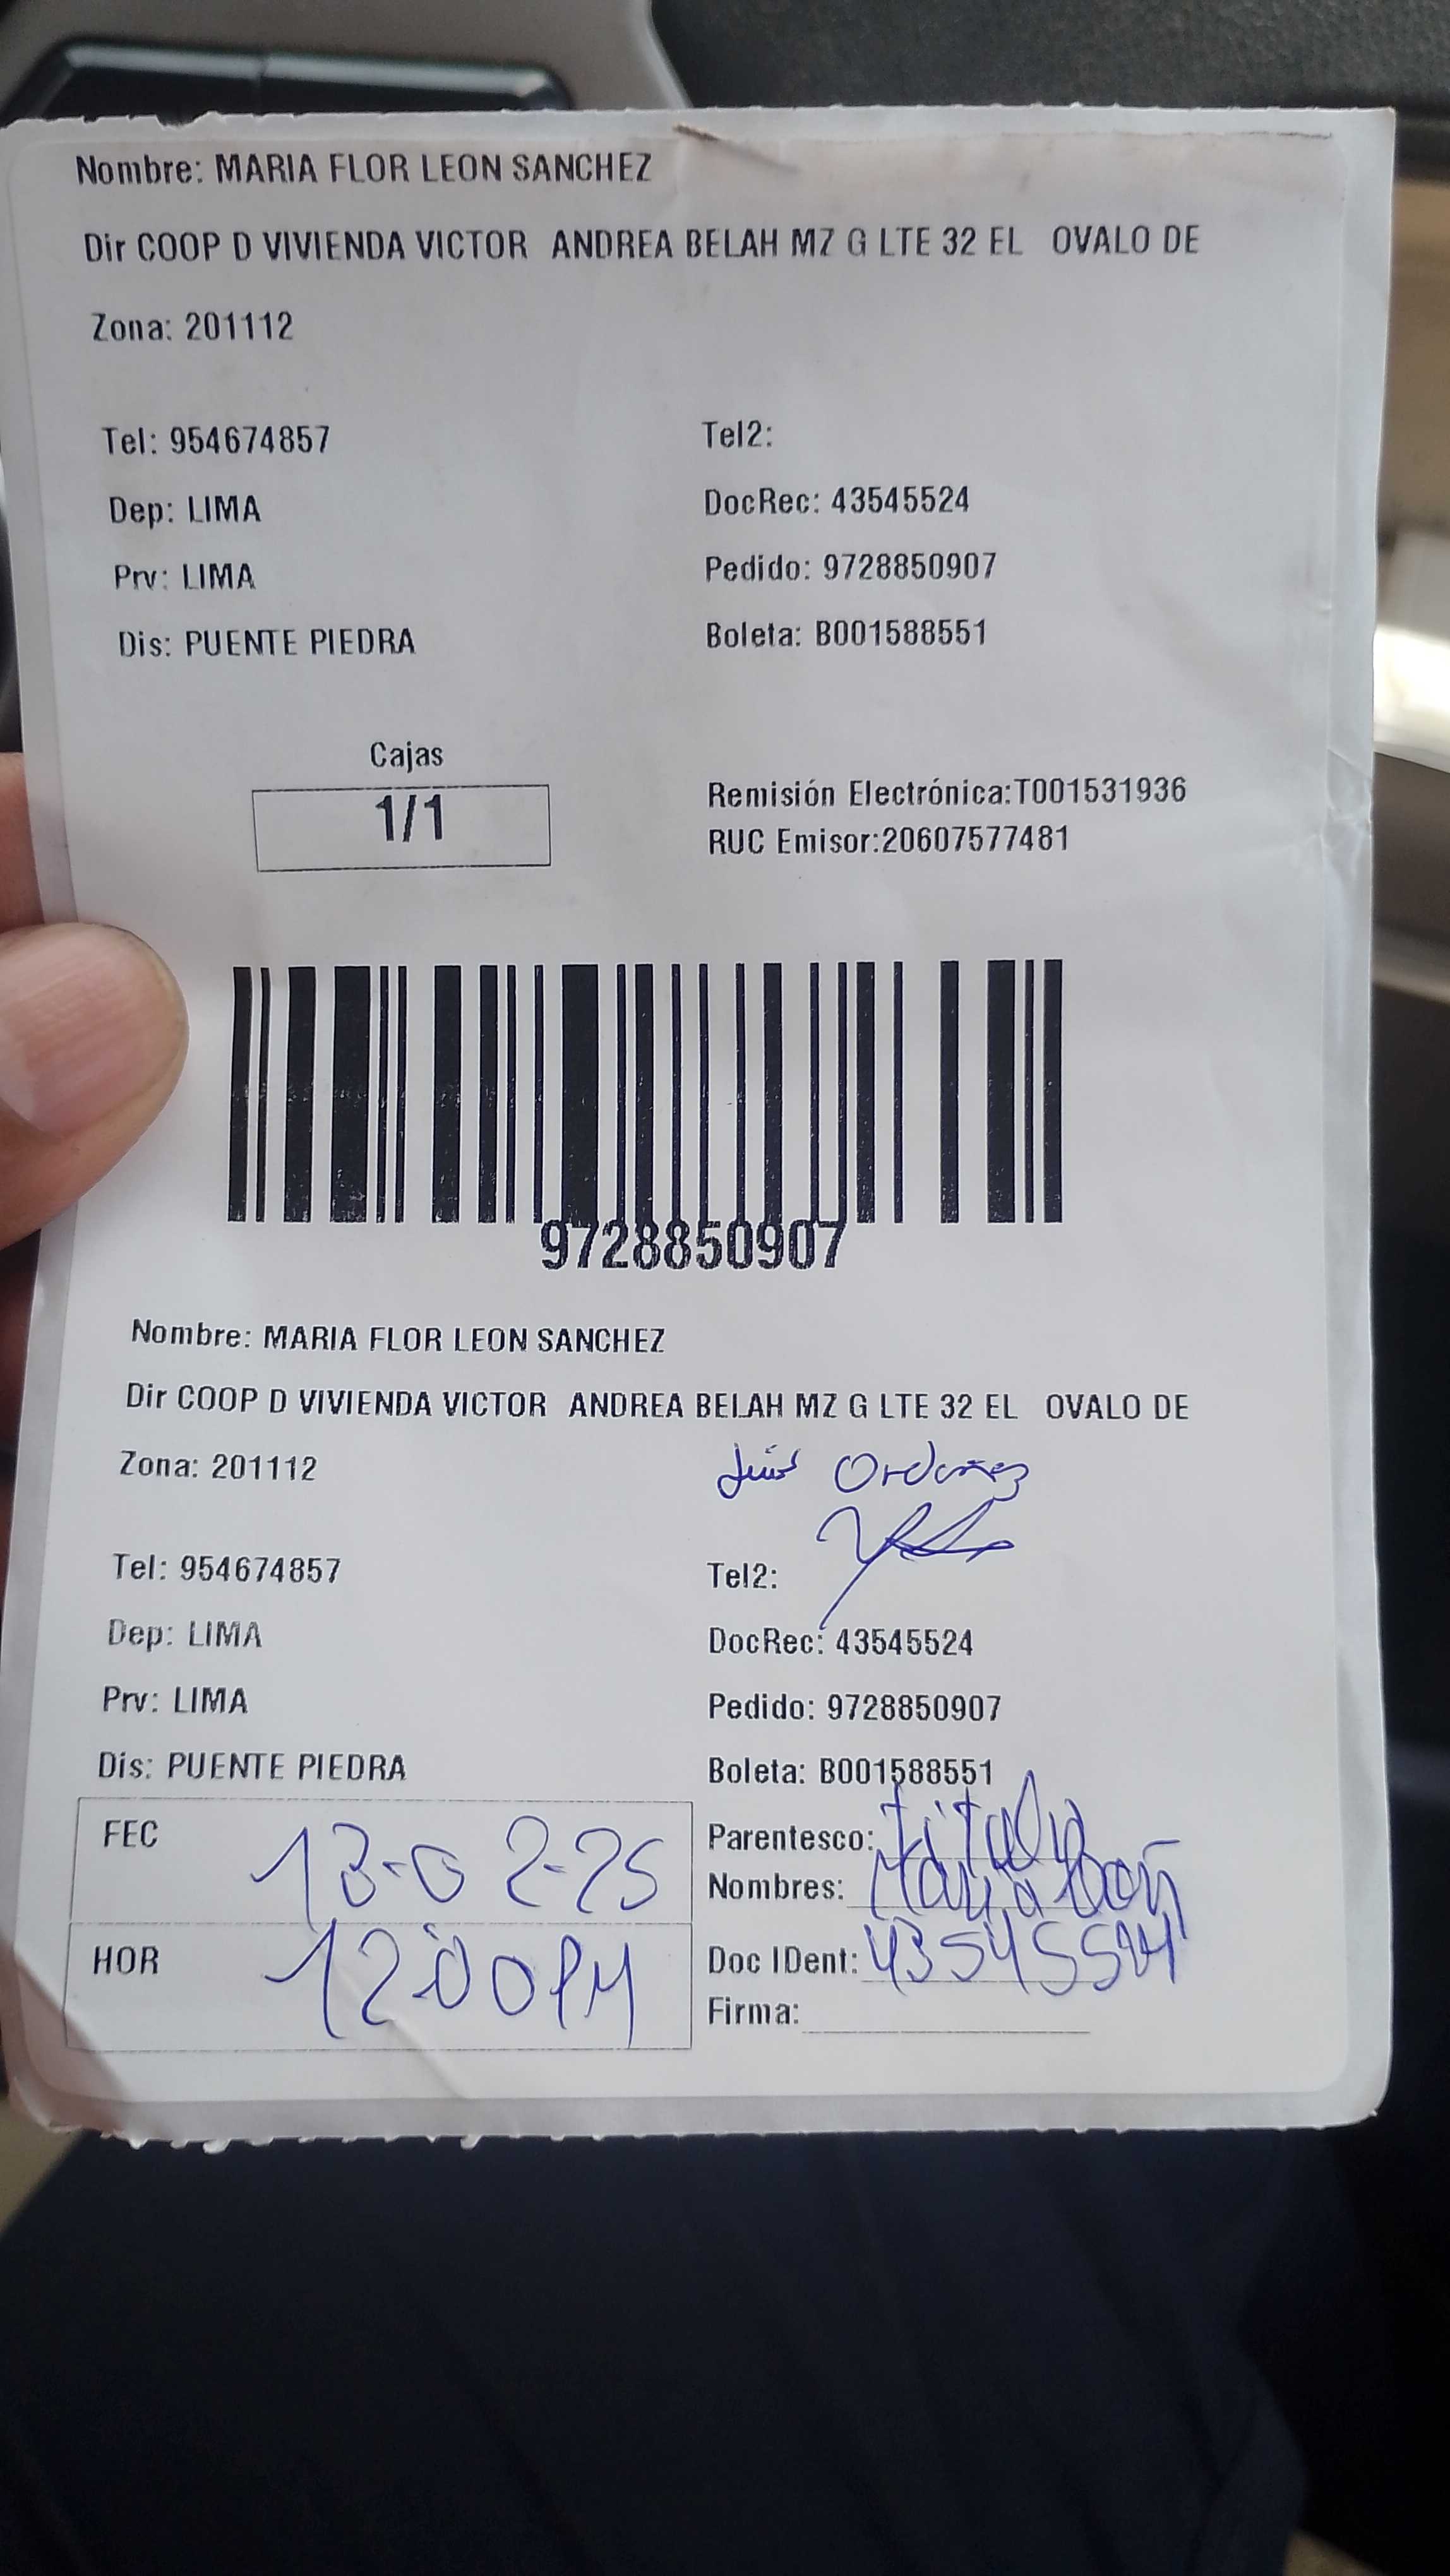 Nombre: MARIA FLOR LEON SANCHEZ
Dir COOP D VIVIENDA VICTOR ANDREA BELAH MZ G LTE 32 EL OVALO DE
Zona: 201112
Tel: 954674857 Tel2:
Dep: LIMA DocRec: 43545524
Prv: LIMA Pedido: 9728850907
Dis: PUENTE PIEDRA Boleta: B001588551
Cajas
1/1
Remisión Electrónica:T001531936
RUC Emisor:20607577481
9728850907
Nombre: MARIA FLOR LEON SANCHEZ
Dir COOP D VIVIENDA VICTOR ANDREA BELAH MZ G LTE 32 EL OVALO DE
Zona: 201112
Ordoñez
Tel: 954674857 Tel2:
Dep: LIMA DocRec: 43545524
Prv: LIMA Pedido: 9728850907
Dis: PUENTE PIEDRA Boleta: B001588551
FEC 13-02-25
Parentesco: titular
Nombres: Maria León
HOR 12:00 PM
Doc IDent: 43545524
Firma: